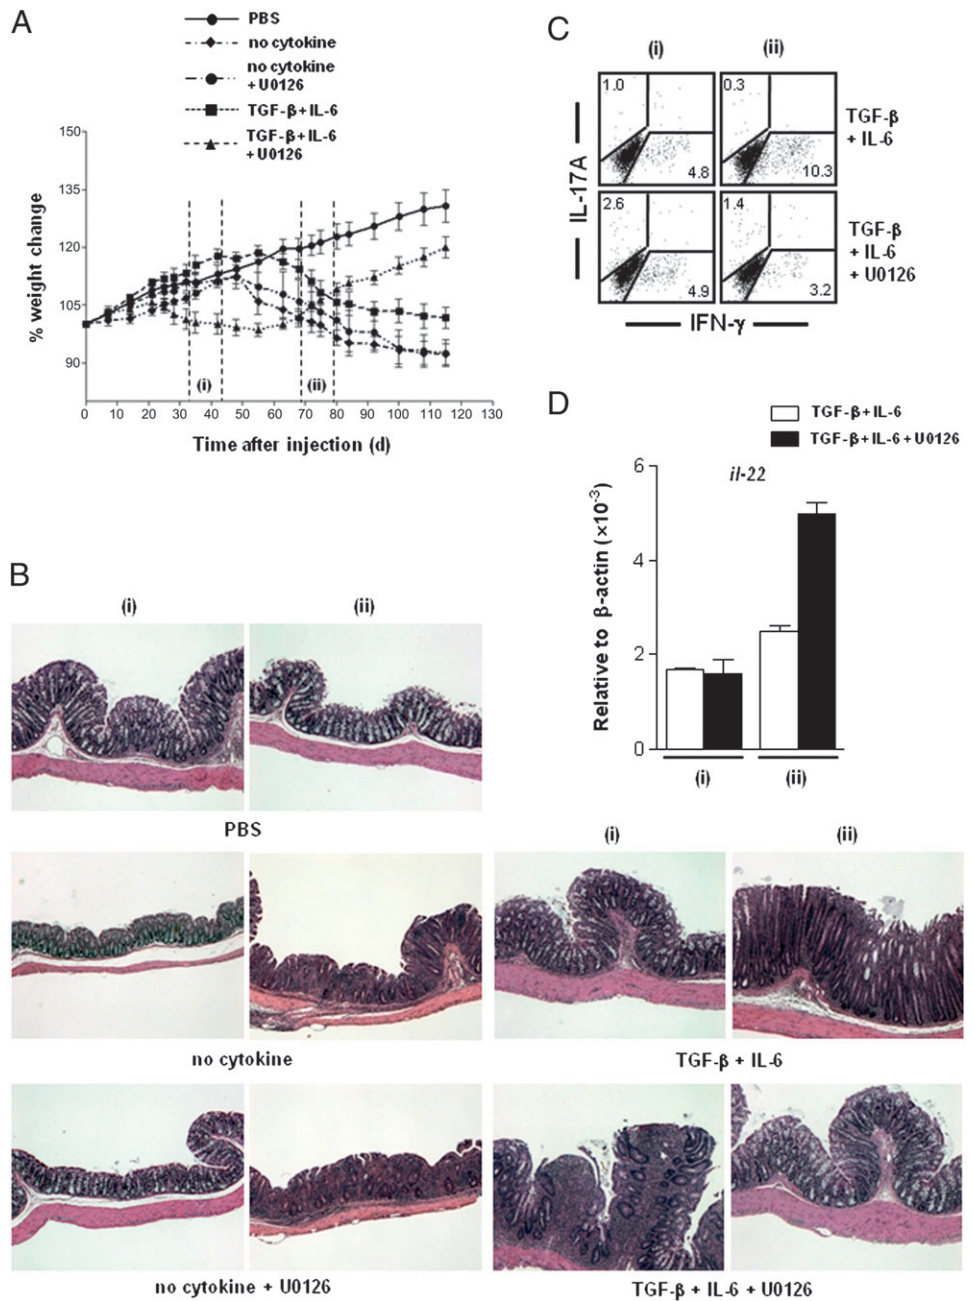 A
PBS
no cytokine
no cytokine
+ U0126
TGF-β + IL-6
TGF-β + IL-6
+ U0126
% weight change
150
135
120
105
90
0
10
20
30
40
50
60
70
80
90
100
110
120
130
(i)
(ii)
Time after injection (d)
C
(i)
(ii)
1.0
4.8
0.3
10.3
TGF-β
+ IL-6
2.6
4.9
1.4
3.2
TGF-β
+ IL-6
+ U0126
IL-17A
IFN-γ
D
TGF-β + IL-6
TGF-β + IL-6 + U0126
il-22
Relative to β-actin (×10⁻³)
6
4
2
0
(i)
(ii)
B
(i)
(ii)
PBS
(i)
(ii)
no cytokine
TGF-β + IL-6
no cytokine + U0126
TGF-β + IL-6 + U0126